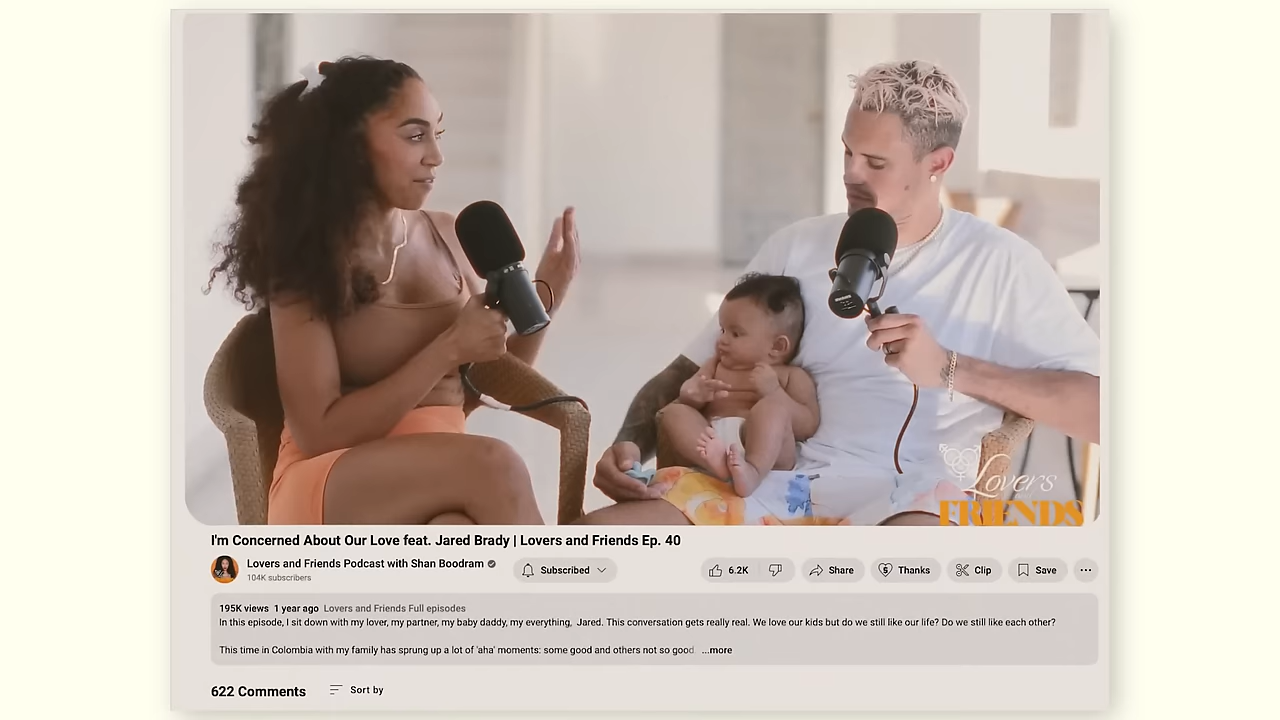 Lovers
FRIENDS
I'm Concerned About Our Love feat. Jared Brady | Lovers and Friends Ep. 40
Lovers and Friends Podcast with Shan Boodram
104K subscribers
Subscribed
6.2K
Share
Thanks
Clip
Save
195K views 1 year ago Lovers and Friends Full episodes
In this episode, I sit down with my lover, my partner, my baby daddy, my everything, Jared. This conversation gets really real. We love our kids but do we still like our life? Do we still like each other?
This time in Colombia with my family has sprung up a lot of 'aha' moments: some good and others not so good ...more
622 Comments
Sort by